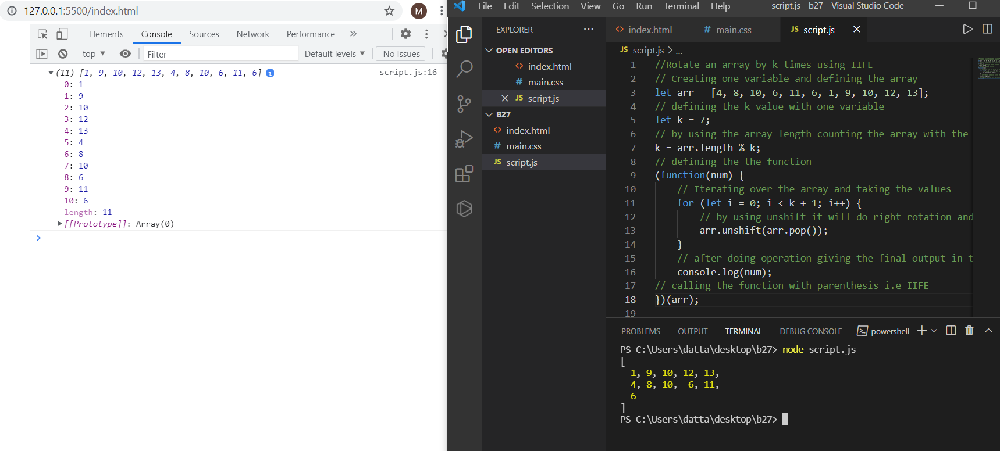 127.0.0.1:5500/index.html
M
Elements Console Sources Network Performance »
top ▼ Filter Default levels ▼ No Issues
▼(11) [1, 9, 10, 12, 13, 4, 8, 10, 6, 11, 6] i script.js:16
0: 1
1: 9
2: 10
3: 12
4: 13
5: 4
6: 8
7: 10
8: 6
9: 11
10: 6
length: 11
▶[[Prototype]]: Array(0)
>
File Edit Selection View Go Run Terminal Help script.js - b27 - Visual Studio Code
EXPLORER ···
OPEN EDITORS
<> index.html
# main.css
× JS script.js
B27
<> index.html
# main.css
JS script.js
<> index.html # main.css JS script.js ×
JS script.js > ...
1 //Rotate an array by k times using IIFE
2 // Creating one variable and defining the array
3 let arr = [4, 8, 10, 6, 11, 6, 1, 9, 10, 12, 13];
4 // defining the k value with one variable
5 let k = 7;
6 // by using the array length counting the array with the
7 k = arr.length % k;
8 // defining the the function
9 (function(num) {
10 // Iterating over the array and taking the values
11 for (let i = 0; i < k + 1; i++) {
12 // by using unshift it will do right rotation and
13 arr.unshift(arr.pop());
14 }
15 // after doing operation giving the final output in t
16 console.log(num);
17 // calling the function with parenthesis i.e IIFE
18 })(arr);
19
PROBLEMS OUTPUT TERMINAL DEBUG CONSOLE powershell
PS C:\Users\datta\desktop\b27> node script.js
[
1, 9, 10, 12, 13,
4, 8, 10, 6, 11,
6
]
PS C:\Users\datta\desktop\b27>